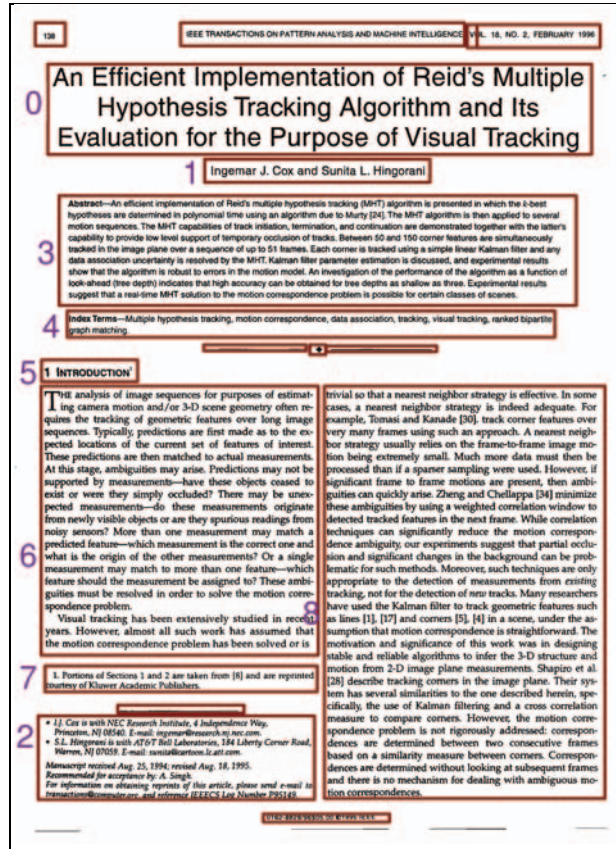 138
IEEE TRANSACTIONS ON PATTERN ANALYSIS AND MACHINE INTELLIGENCE, VOL. 18, NO. 2, FEBRUARY 1996
0
An Efficient Implementation of Reid's Multiple
Hypothesis Tracking Algorithm and Its
Evaluation for the Purpose of Visual Tracking
1
Ingemar J. Cox and Sunita L. Hingorani
3
Abstract—An efficient implementation of Reid's multiple hypothesis tracking (MHT) algorithm is presented in which the k-best
hypotheses are determined in polynomial time using an algorithm due to Murty [24]. The MHT algorithm is then applied to several
motion sequences. The MHT capabilities of track initiation, termination, and continuation are demonstrated together with the latter's
capability to provide low level support of temporary occlusion of tracks. Between 50 and 150 corner features are simultaneously
tracked in the image plane over a sequence of up to 51 frames. Each corner is tracked using a simple linear Kalman filter and any
data association uncertainty is resolved by the MHT. Kalman filter parameter estimation is discussed, and experimental results
show that the algorithm is robust to errors in the motion model. An investigation of the performance of the algorithm as a function of
look-ahead (tree depth) indicates that high accuracy can be obtained for tree depths as shallow as three. Experimental results
suggest that a real-time MHT solution to the motion correspondence problem is possible for certain classes of scenes.
4
Index Terms—Multiple hypothesis tracking, motion correspondence, data association, tracking, visual tracking, ranked bipartite
graph matching.
5
1 INTRODUCTION¹
6
THE analysis of image sequences for purposes of estimat-
ing camera motion and/or 3-D scene geometry often re-
quires the tracking of geometric features over long image
sequences. Typically, predictions are first made as to the ex-
pected locations of the current set of features of interest.
These predictions are then matched to actual measurements.
At this stage, ambiguities may arise. Predictions may not be
supported by measurements—have these objects ceased to
exist or were they simply occluded? There may be unex-
pected measurements—do these measurements originate
from newly visible objects or are they spurious readings from
noisy sensors? More than one measurement may match a
predicted feature—which measurement is the correct one and
what is the origin of the other measurements? Or a single
measurement may match to more than one feature—which
feature should the measurement be assigned to? These ambi-
guities must be resolved in order to solve the motion corre-
spondence problem.
Visual tracking has been extensively studied in recent
years. However, almost all such work has assumed that
the motion correspondence problem has been solved or is
7
1. Portions of Sections 1 and 2 are taken from [8] and are reprinted
courtesy of Kluwer Academic Publishers.
2
• I.J. Cox is with NEC Research Institute, 4 Independence Way,
Princeton, NJ 08540. E-mail: ingemar@research.nj.nec.com.
• S.L. Hingorani is with AT&T Bell Laboratories, 184 Liberty Corner Road,
Warren, NJ 07059. E-mail: sunita@cartoon.lc.att.com.
Manuscript received Aug. 25, 1994; revised Aug. 18, 1995.
Recommended for acceptance by A. Singh.
For information on obtaining reprints of this article, please send e-mail to
transactions@computer.org, and reference IEEECS Log Number P95149.
8
trivial so that a nearest neighbor strategy is effective. In some
cases, a nearest neighbor strategy is indeed adequate. For
example, Tomasi and Kanade [30], track corner features over
very many frames using such an approach. A nearest neigh-
bor strategy usually relies on the frame-to-frame image mo-
tion being extremely small. Much more data must then be
processed than if a sparser sampling were used. However, if
significant frame to frame motions are present, then ambi-
guities can quickly arise. Zheng and Chellappa [34] minimize
these ambiguities by using a weighted correlation window to
detected tracked features in the next frame. While correlation
techniques can significantly reduce the motion correspond-
ence ambiguity, our experiments suggest that partial occlu-
sion and significant changes in the background can be prob-
lematic for such methods. Moreover, such techniques are only
appropriate to the detection of measurements from existing
tracking, not for the detection of new tracks. Many researchers
have used the Kalman filter to track geometric features such
as lines [1], [17] and corners [5], [4] in a scene, under the as-
sumption that motion correspondence is straightforward. The
motivation and significance of this work was in designing
stable and reliable algorithms to infer the 3-D structure and
motion from 2-D image plane measurements. Shapiro et al.
[28] describe tracking corners in the image plane. Their sys-
tem has several similarities to the one described herein, spe-
cifically, the use of Kalman filtering and a cross correlation
measure to compare corners. However, the motion corre-
spondence problem is not rigorously addressed: correspon-
dences are determined between two consecutive frames
based on a similarity measure between corners. Correspon-
dences are determined without looking at subsequent frames
and there is no mechanism for dealing with ambiguous mo-
tion correspondences.